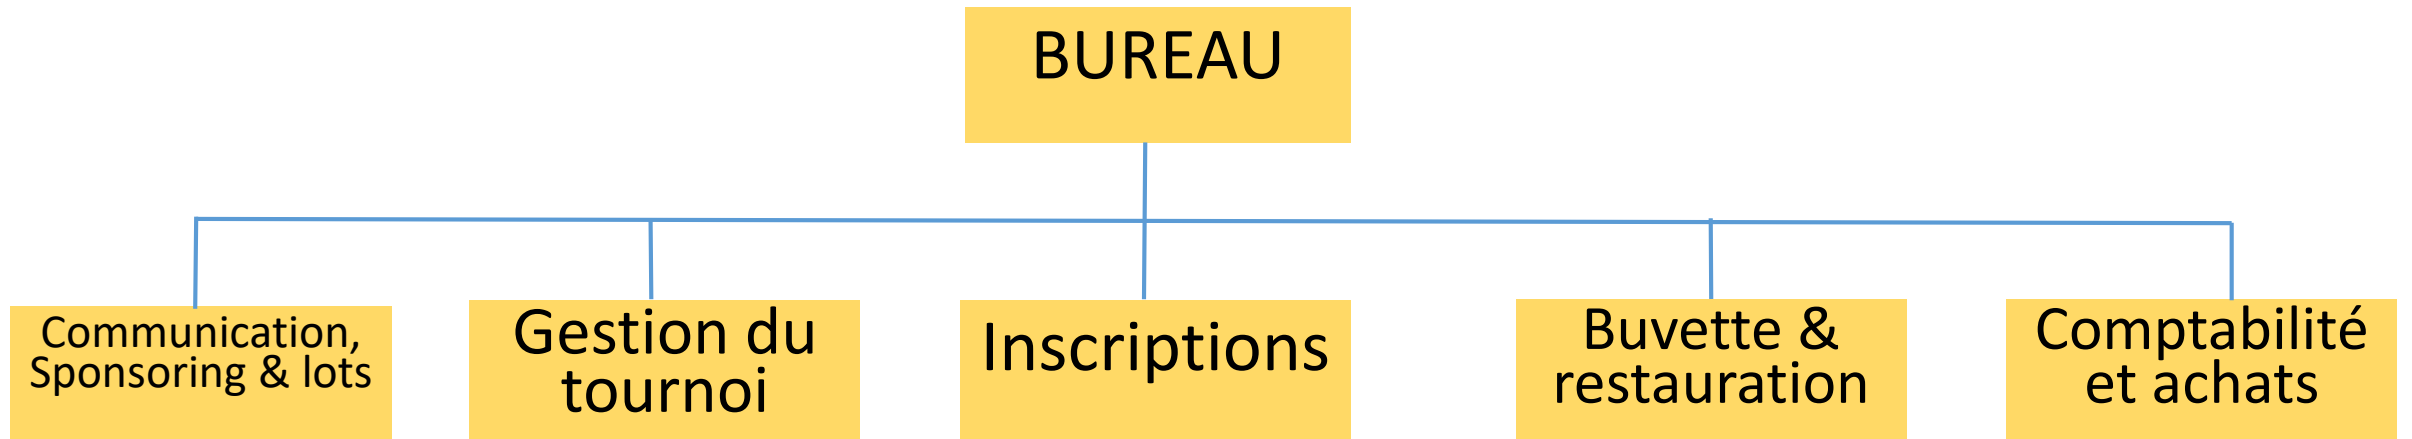 BUREAU
Communication,
Sponsoring & lots
Gestion du
tournoi
Inscriptions
Buvette &
restauration
Comptabilité
et achats